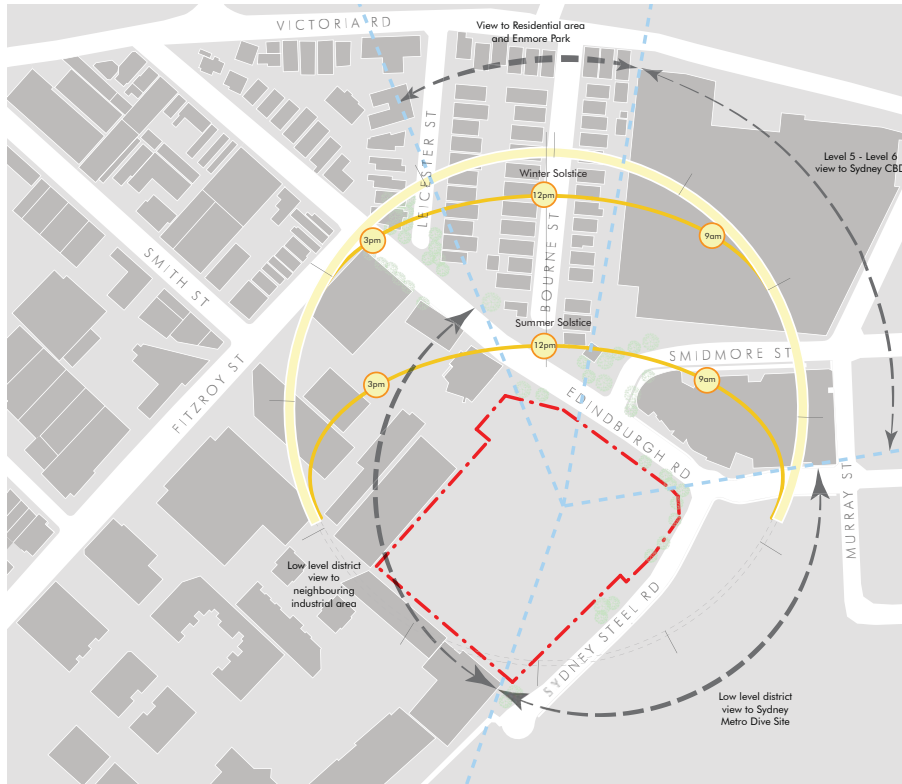 VICTORIA RD
View to Residential area
and Enmore Park
LEICESTER ST
Level 5 - Level 6
view to Sydney CBD
Winter Solstice
12pm
3pm
9am
SMITH ST
BOURNE ST
Summer Solstice
12pm
3pm
9am
SMIDMORE ST
FITZROY ST
EDINBURGH RD
MURRAY ST
Low level district
view to
neighbouring
industrial area
SYDNEY STEEL RD
Low level district
view to Sydney
Metro Dive Site